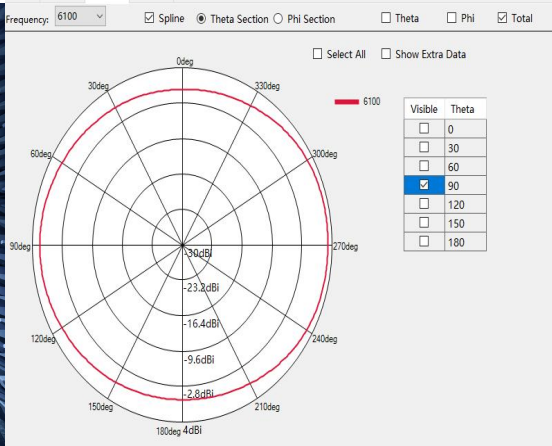 Frequency: 6100 Spline Theta Section Phi Section Theta Phi Total
Select All Show Extra Data
0deg
30deg 330deg
6100
Visible Theta
0
30
60
90
120
150
180
60deg 300deg
90deg 270deg
-30dBi
-23.2dBi
-16.4dBi
120deg 240deg
-9.6dBi
-2.8dBi
150deg 210deg
180deg 4dBi